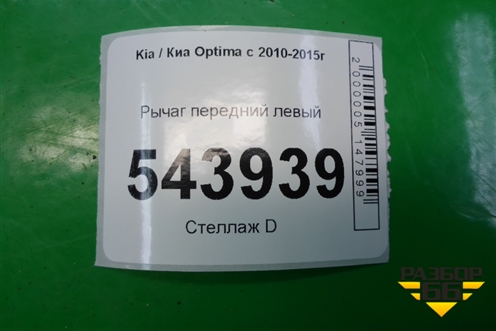 Kia / Киа Optima с 2010-2015г
Рычаг передний левый
543939
Стеллаж D
2000005147999
РАЗБОР
66